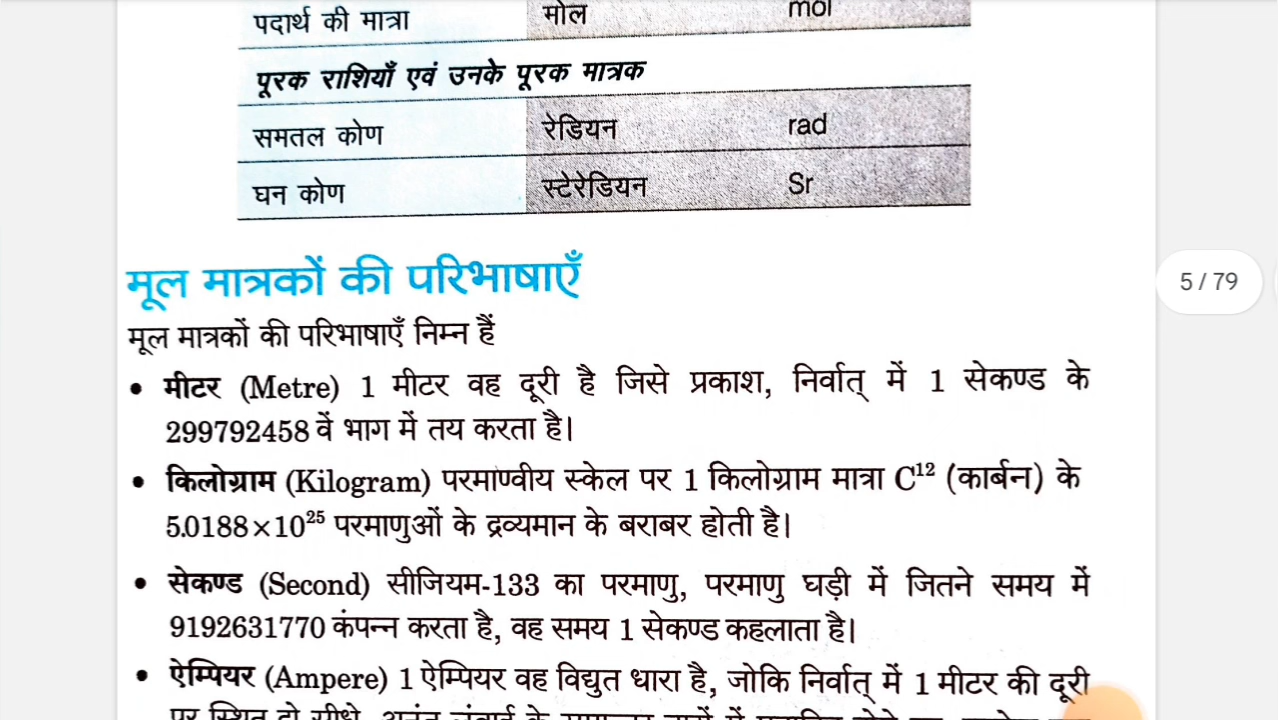 पदार्थ की मात्रा मोल mol
पूरक राशियाँ एवं उनके पूरक मात्रक
समतल कोण रेडियन rad
घन कोण स्टेरेडियन Sr
मूल मात्रकों की परिभाषाएँ
मूल मात्रकों की परिभाषाएँ निम्न हैं
5 / 79
• मीटर (Metre) 1 मीटर वह दूरी है जिसे प्रकाश, निर्वात् में 1 सेकण्ड के
299792458 वें भाग में तय करता है।
• किलोग्राम (Kilogram) परमाण्वीय स्केल पर 1 किलोग्राम मात्रा C¹² (कार्बन) के
5.0188×10²⁵ परमाणुओं के द्रव्यमान के बराबर होती है।
• सेकण्ड (Second) सीजियम-133 का परमाणु, परमाणु घड़ी में जितने समय में
9192631770 कंपन्न करता है, वह समय 1 सेकण्ड कहलाता है।
• ऐम्पियर (Ampere) 1 ऐम्पियर वह विद्युत धारा है, जोकि निर्वात् में 1 मीटर की दूरी